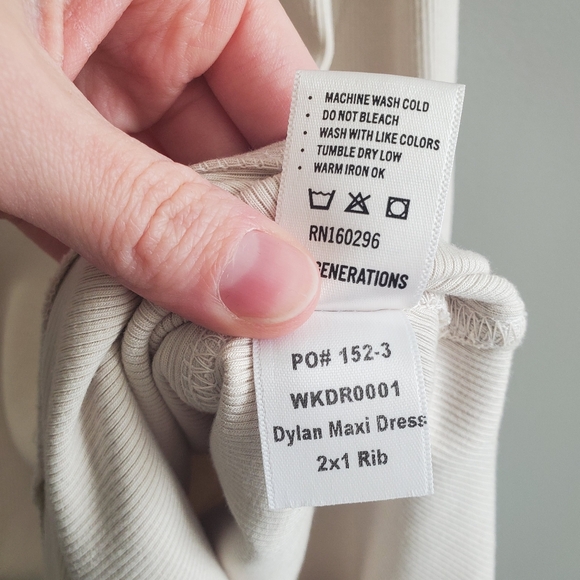 • MACHINE WASH COLD
• DO NOT BLEACH
• WASH WITH LIKE COLORS
• TUMBLE DRY LOW
• WARM IRON OK
RN160296
ENERATIONS
PO# 152-3
WKDR0001
Dylan Maxi Dress
2x1 Rib